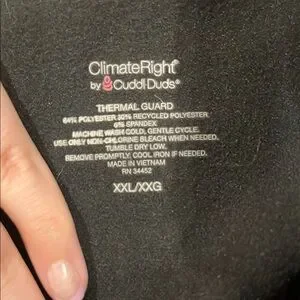 ClimateRight®
by Cuddl Duds®
THERMAL GUARD
64% POLYESTER 30% RECYCLED POLYESTER
6% SPANDEX
MACHINE WASH COLD, GENTLE CYCLE.
USE ONLY NON-CHLORINE BLEACH WHEN NEEDED.
TUMBLE DRY LOW.
REMOVE PROMPTLY, COOL IRON IF NEEDED.
MADE IN VIETNAM
RN 34452
XXL/XXG